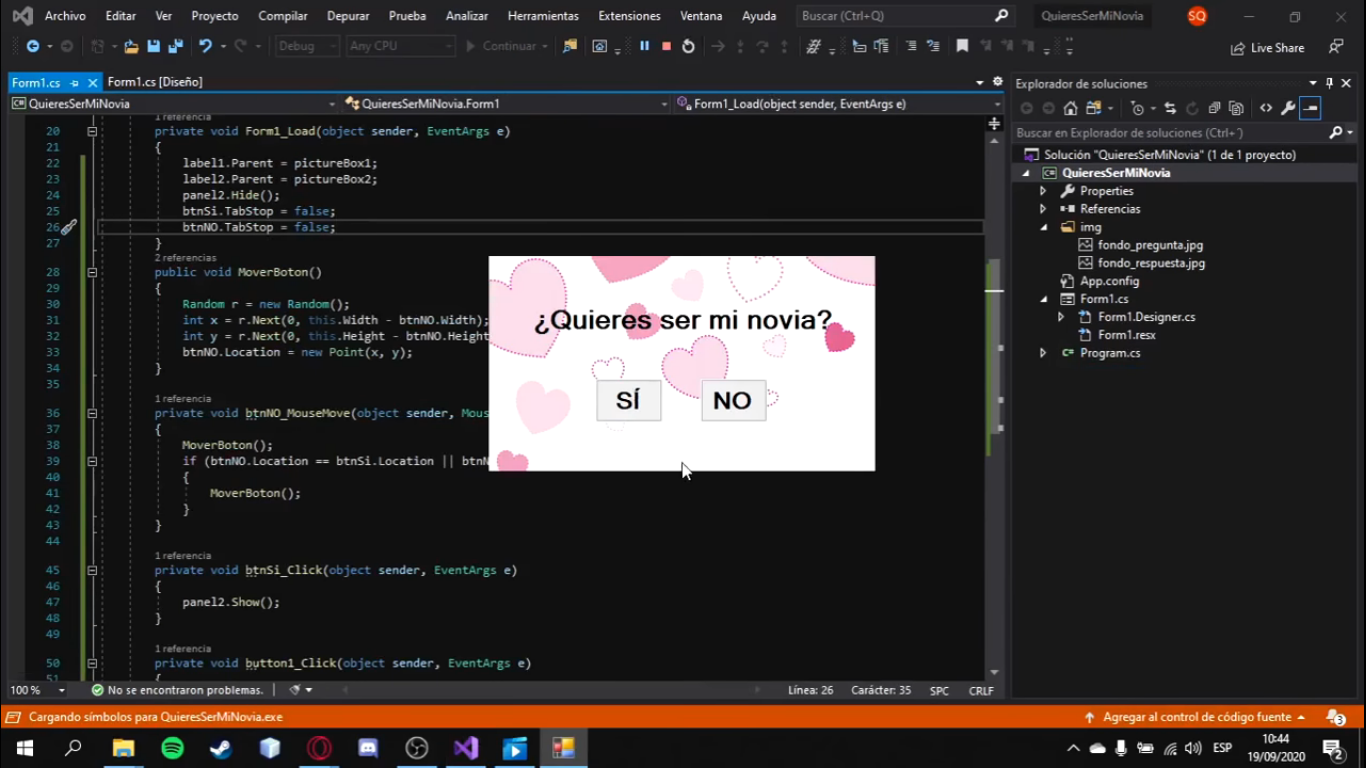 Archivo Editar Ver Proyecto Compilar Depurar Prueba Analizar Herramientas Extensiones Ventana Ayuda Buscar (Ctrl+Q) QuieresSerMiNovia SQ
Debug Any CPU Continuar Live Share
Form1.cs Form1.cs [Diseño]
QuieresSerMiNovia QuieresSerMiNovia.Form1 Form1_Load(object sender, EventArgs e)
1 referencia
20 private void Form1_Load(object sender, EventArgs e)
21 {
22 label1.Parent = pictureBox1;
23 label2.Parent = pictureBox2;
24 panel2.Hide();
25 btnSi.TabStop = false;
26 btnNO.TabStop = false;
27 }
2 referencias
28 public void MoverBoton()
29 {
30 Random r = new Random();
31 int x = r.Next(0, this.Width - btnNO.Width);
32 int y = r.Next(0, this.Height - btnNO.Height
33 btnNO.Location = new Point(x, y);
34 }
35
1 referencia
36 private void btnNO_MouseMove(object sender, Mous
37 {
38 MoverBoton();
39 if (btnNO.Location == btnSi.Location || btnN
40 {
41 MoverBoton();
42 }
43 }
44
1 referencia
45 private void btnSi_Click(object sender, EventArgs e)
46 {
47 panel2.Show();
48 }
49
1 referencia
50 private void button1_Click(object sender, EventArgs e)
51 {
¿Quieres ser mi novia?
SÍ NO
100 % No se encontraron problemas. Línea: 26 Carácter: 35 SPC CRLF
Explorador de soluciones
Buscar en Explorador de soluciones (Ctrl+´)
Solución "QuieresSerMiNovia" (1 de 1 proyecto)
QuieresSerMiNovia
Properties
Referencias
img
fondo_pregunta.jpg
fondo_respuesta.jpg
App.config
Form1.cs
Form1.Designer.cs
Form1.resx
Program.cs
Cargando símbolos para QuieresSerMiNovia.exe Agregar al control de código fuente 3
ESP 10:44 2
19/09/2020